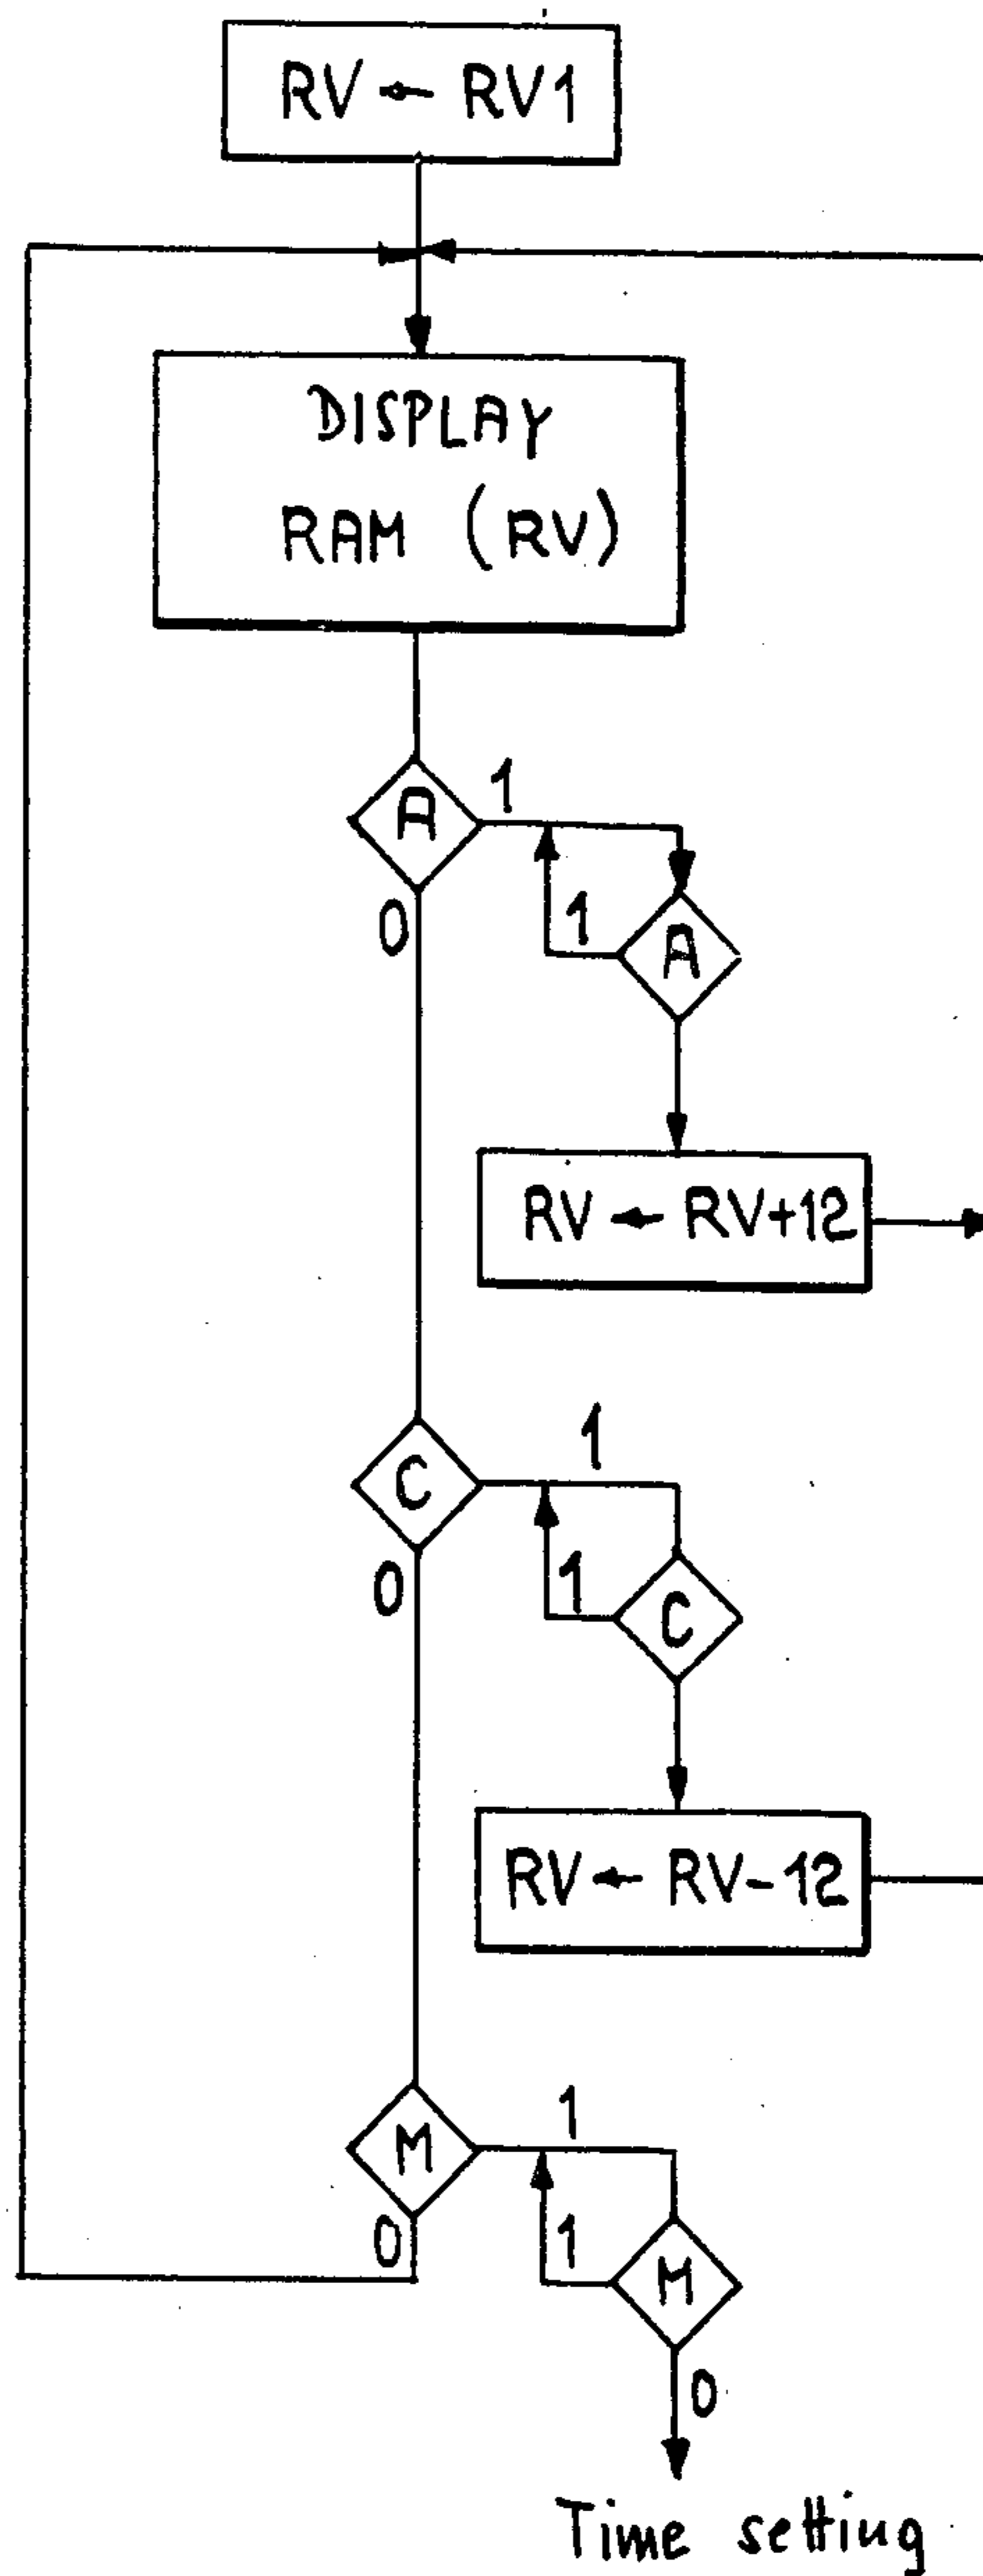 RV ← RV1
DISPLAY
RAM (RV)
A
1
0
1
A
RV ← RV+12
C
1
0
1
C
RV ← RV-12
M
1
0
1
M
0
Time setting